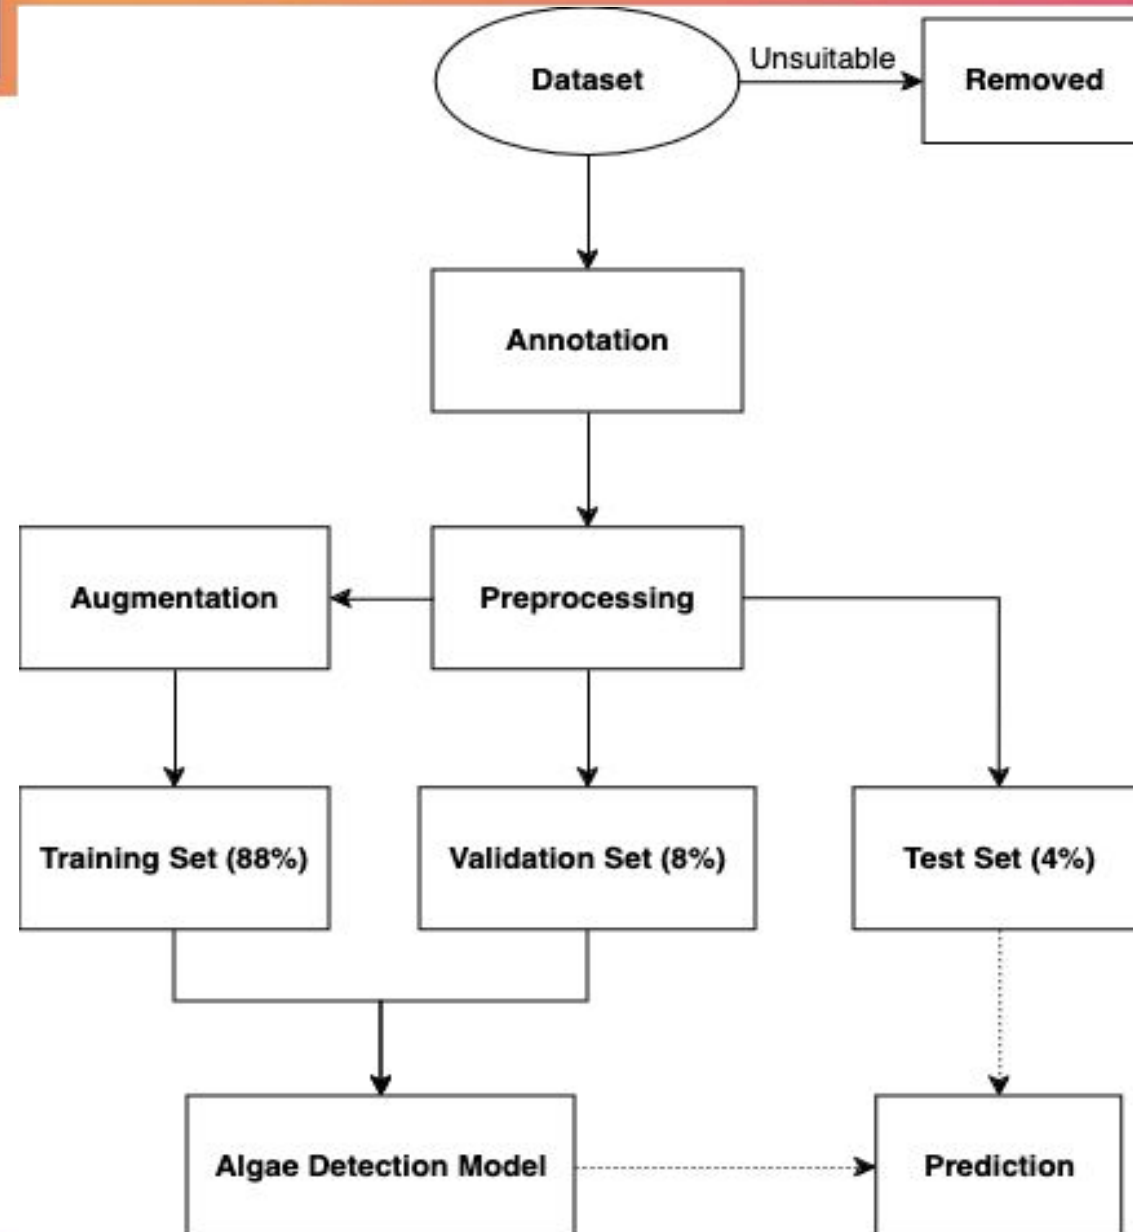 Dataset
Unsuitable
Removed
Annotation
Augmentation
Preprocessing
Training Set (88%)
Validation Set (8%)
Test Set (4%)
Algae Detection Model
Prediction